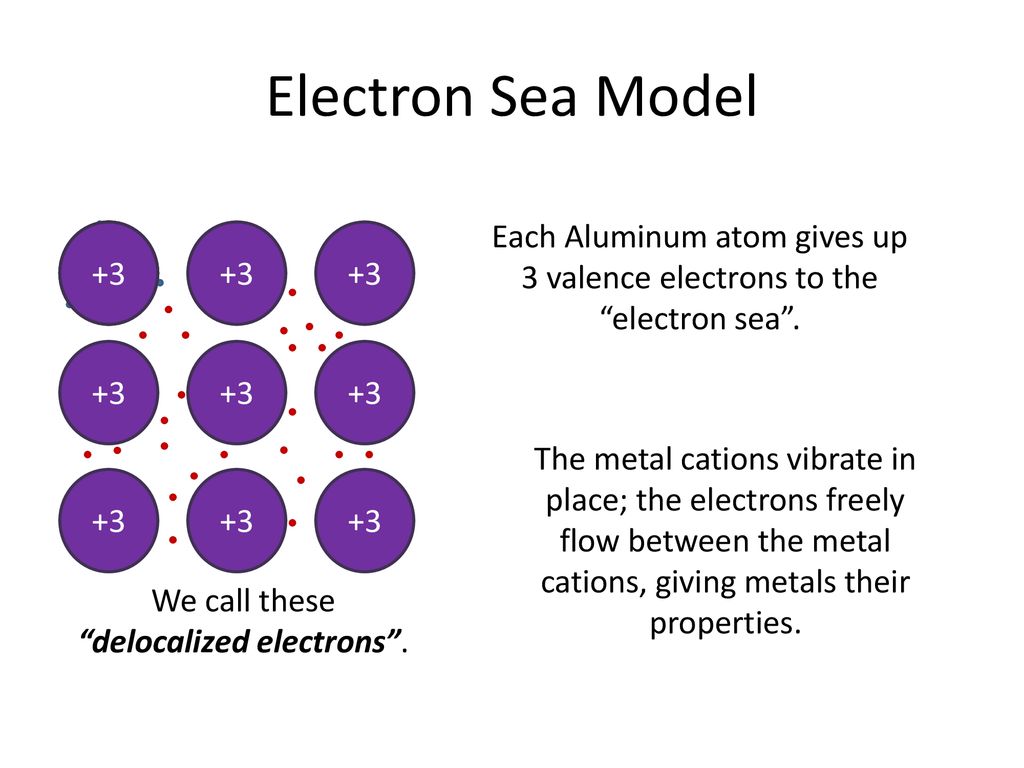 Electron Sea Model
+3 +3 +3
Each Aluminum atom gives up
3 valence electrons to the
“electron sea”.
+3 +3 +3
+3 +3 +3
The metal cations vibrate in
place; the electrons freely
flow between the metal
cations, giving metals their
properties.
We call these
“delocalized electrons”.